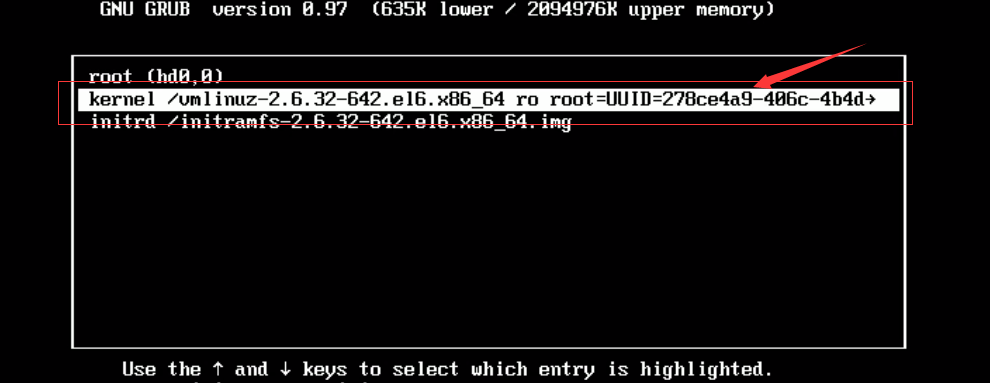 GNU GRUB version 0.97 (635K lower / 2094976K upper memory)
root (hd0,0)
kernel /vmlinuz-2.6.32-642.el6.x86_64 ro root=UUID=278ce4a9-406c-4b4d→
initrd /initramfs-2.6.32-642.el6.x86_64.img
Use the ↑ and ↓ keys to select which entry is highlighted.